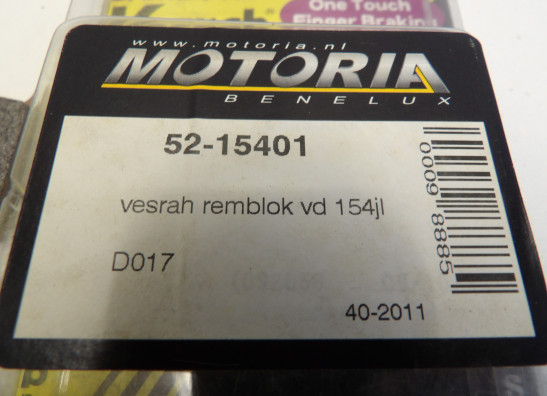 One Touch
Finger Braking
www.motoria.nl
MOTORIA
BENELUX
52-15401
vesrah remblok vd 154jl
D017
0009 8885
40-2011